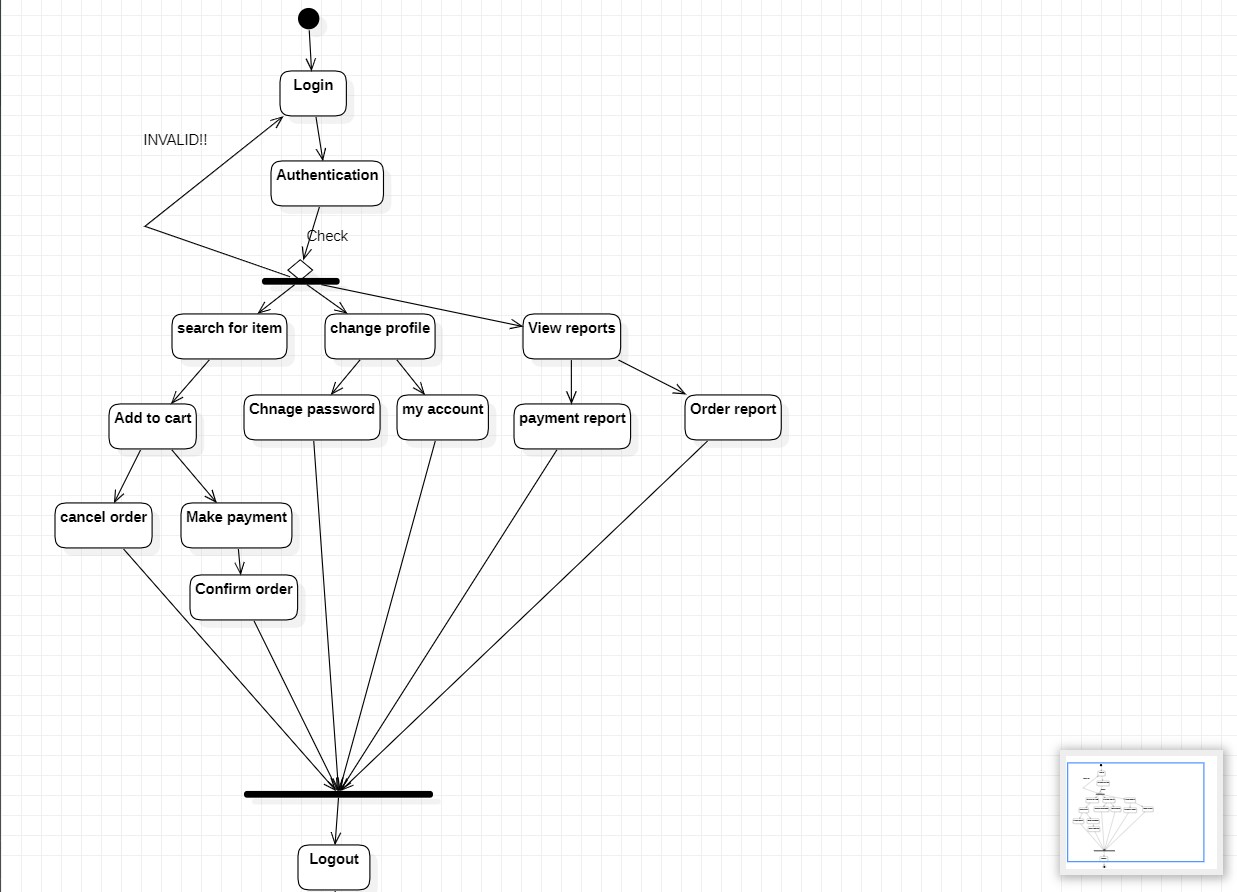 Login
INVALID!!
Authentication
Check
search for item
change profile
View reports
Add to cart
Chnage password
my account
payment report
Order report
cancel order
Make payment
Confirm order
Logout